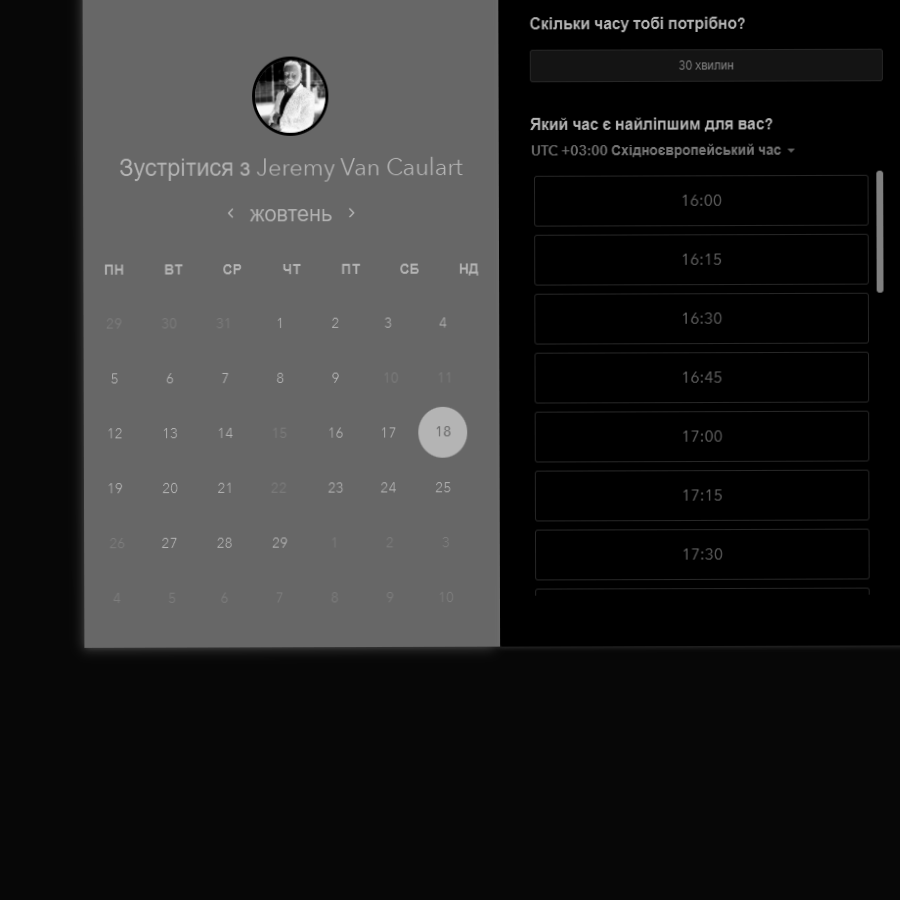 Зустрітися з Jeremy Van Caulart
жовтень
ПН ВТ СР ЧТ ПТ СБ НД
29 30 31 1 2 3 4
5 6 7 8 9 10 11
12 13 14 15 16 17 18
19 20 21 22 23 24 25
26 27 28 29 1 2 3
4 5 6 7 8 9 10
Скільки часу тобі потрібно?
30 хвилин
Який час є найліпшим для вас?
UTC +03:00 Східноєвропейський час
16:00
16:15
16:30
16:45
17:00
17:15
17:30